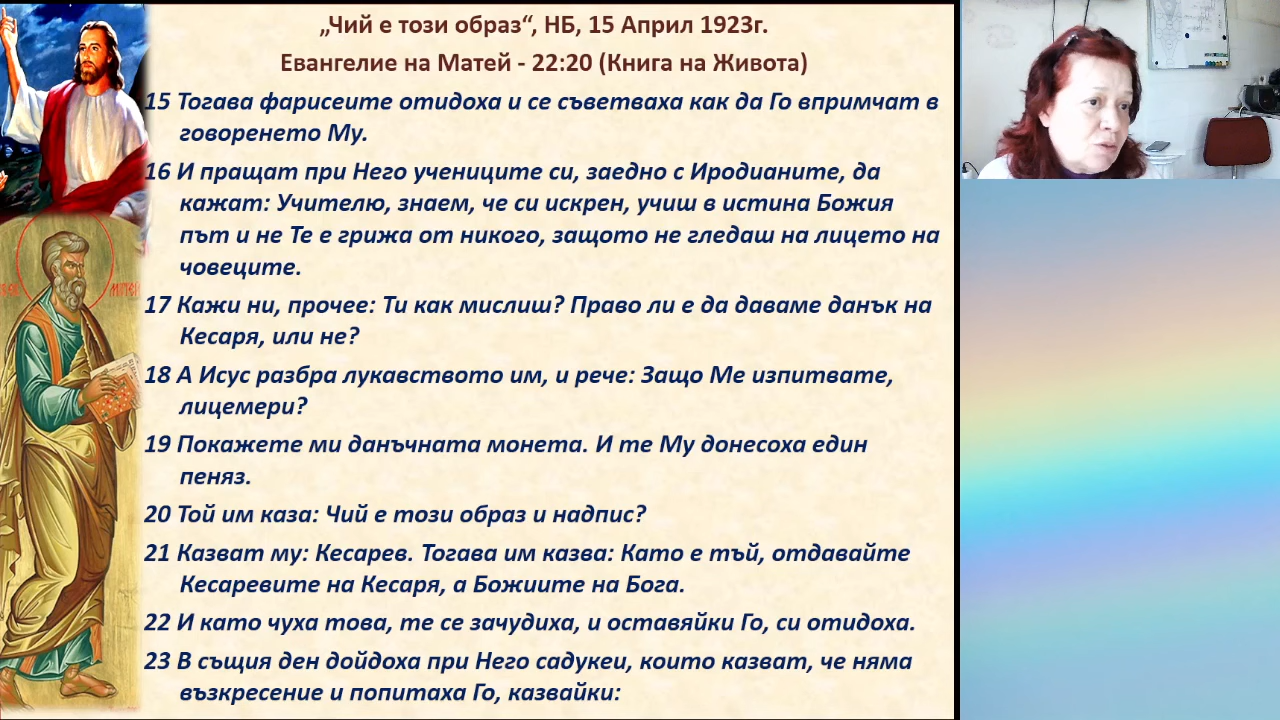 „Чий е този образ“, НБ, 15 Април 1923г.
Евангелие на Матей - 22:20 (Книга на Живота)
15 Тогава фарисеите отидоха и се съветваха как да Го впримчат в
говоренето Му.
16 И пращат при Него учениците си, заедно с Иродианите, да
кажат: Учителю, знаем, че си искрен, учиш в истина Божия
път и не Те е грижа от никого, защото не гледаш на лицето на
човеците.
17 Кажи ни, прочее: Ти как мислиш? Право ли е да даваме данък на
Кесаря, или не?
18 А Исус разбра лукавството им, и рече: Защо Ме изпитвате,
лицемери?
19 Покажете ми данъчната монета. И те Му донесоха един
пеняз.
20 Той им каза: Чий е този образ и надпис?
21 Казват му: Кесарев. Тогава им казва: Като е тъй, отдавайте
Кесаревите на Кесаря, а Божиите на Бога.
22 И като чуха това, те се зачудиха, и оставяйки Го, си отидоха.
23 В същия ден дойдоха при Него садукеи, които казват, че няма
възкресение и попитаха Го, казвайки: